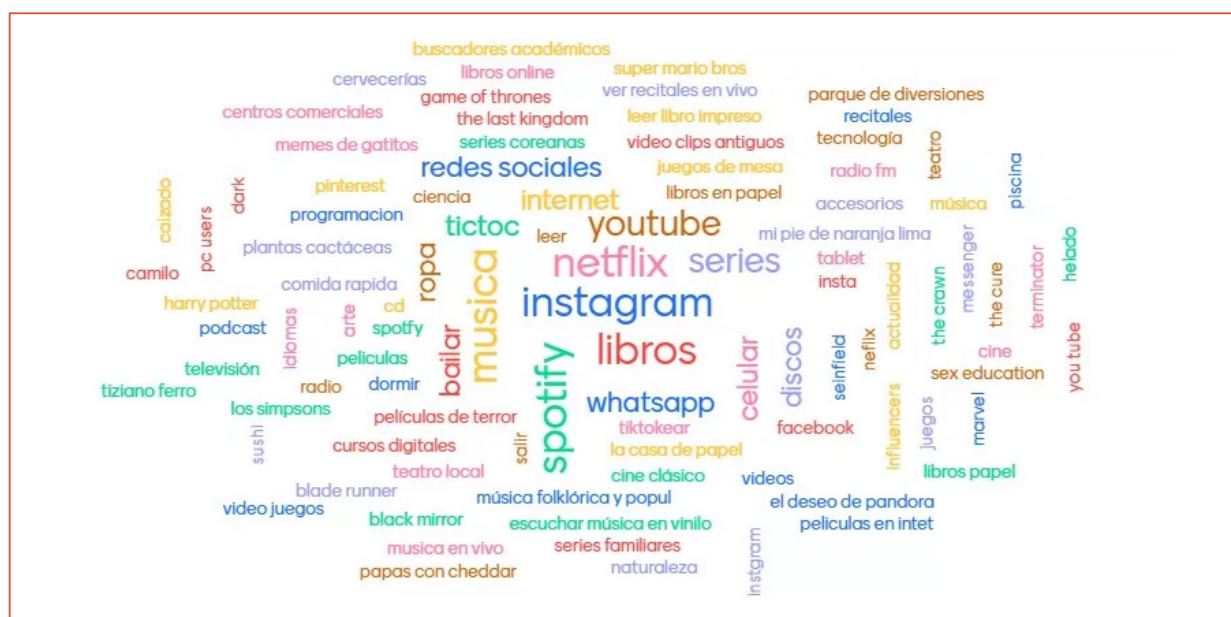 buscadores académicos
cervecerías
libros online
super mario bros
game of thrones
ver recitales en vivo
parque de diversiones
centros comerciales
the last kingdom
leer libro impreso
recitales
memes de gatitos
series coreanas
video clips antiguos
tecnología
teatro
redes sociales
juegos de mesa
radio fm
piscina
calzado
pc users
dark
pinterest
ciencia
internet
libros en papel
accesorios
música
programacion
tictoc
leer
youtube
mi pie de naranja lima
plantas cactáceas
ropa
musica
netflix
series
tablet
messenger
helado
camilo
comida rapida
instagram
insta
actualidad
the crawn
the cure
terminator
harry potter
cd
podcast
idiomas
arte
spotfy
bailar
libros
celular
discos
seinfield
neflix
cine
you tube
televisión
peliculas
spotify
sex education
tiziano ferro
radio
dormir
whatsapp
los simpsons
películas de terror
tiktokear
facebook
influencers
juegos
marvel
sushi
cursos digitales
salir
la casa de papel
teatro local
cine clásico
videos
libros papel
blade runner
música folklórica y popul
el deseo de pandora
video juegos
black mirror
escuchar música en vinilo
peliculas en intet
musica en vivo
series familiares
instgram
papas con cheddar
naturaleza